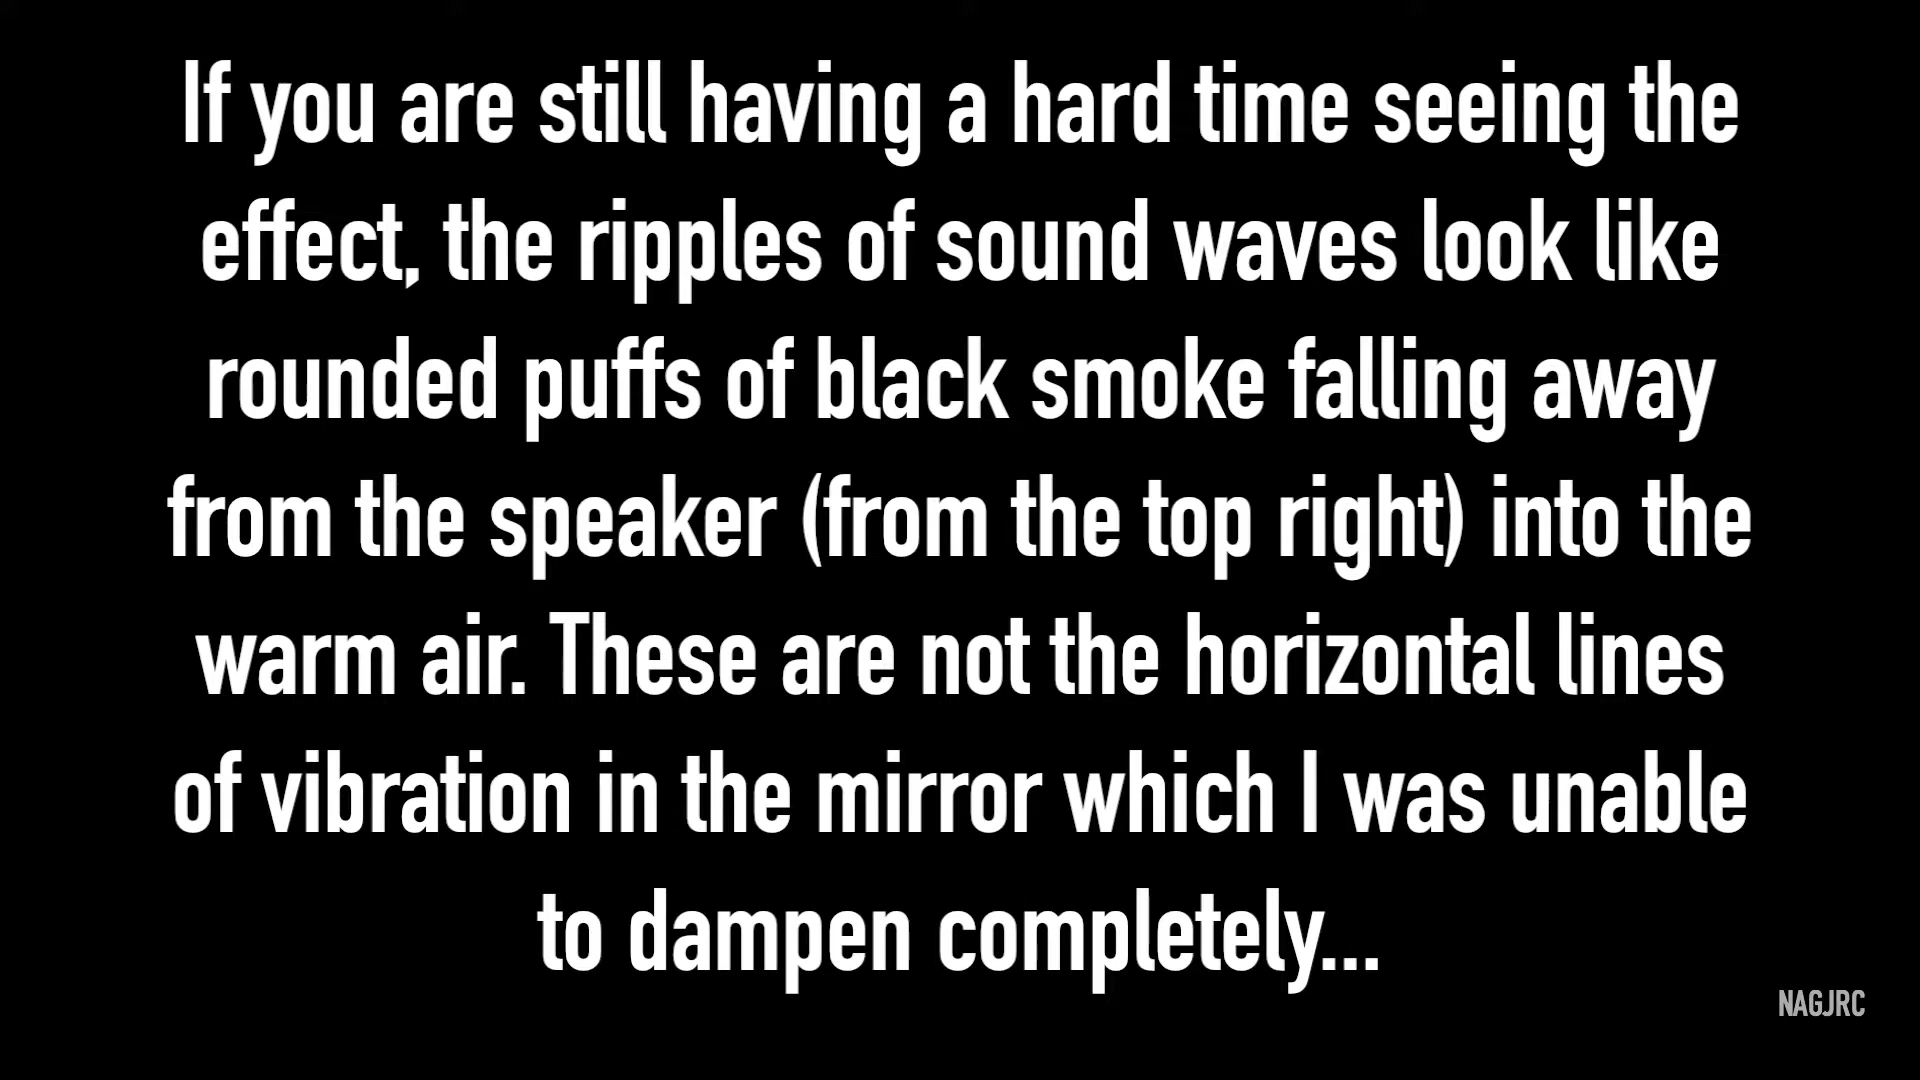 If you are still having a hard time seeing the
effect, the ripples of sound waves look like
rounded puffs of black smoke falling away
from the speaker (from the top right) into the
warm air. These are not the horizontal lines
of vibration in the mirror which I was unable
to dampen completely...
NAGJRC